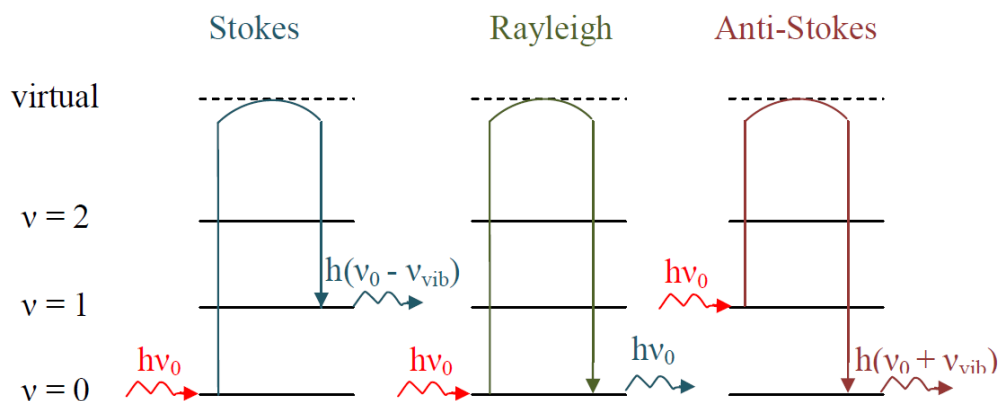 Stokes
Rayleigh
Anti-Stokes
virtual
ν = 2
h(ν₀ - νᵥᵢb)
hν₀
ν = 1
hν₀
hν₀
hν₀
h(ν₀ + νᵥᵢb)
ν = 0